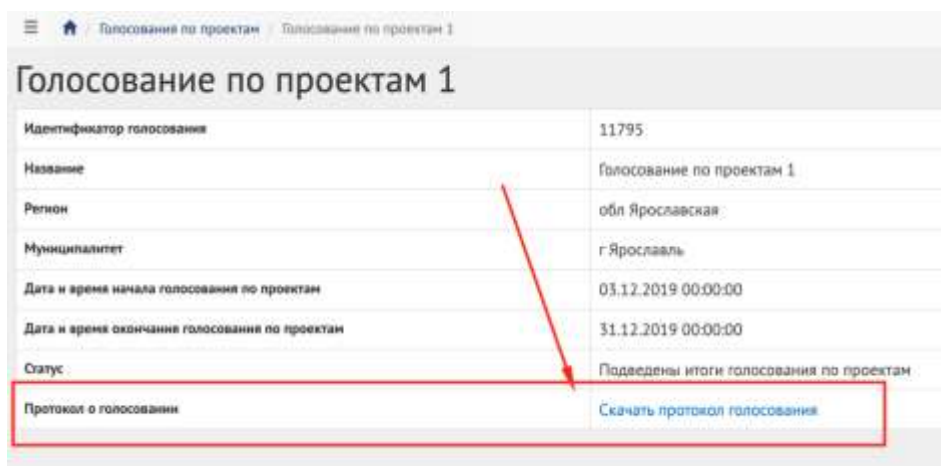 Голосования по проектам / Голосование по проектам 1
Голосование по проектам 1
Идентификатор голосования 11795
Название Голосование по проектам 1
Регион обл Ярославская
Муниципалитет г Ярославль
Дата и время начала голосования по проектам 03.12.2019 00:00:00
Дата и время окончания голосования по проектам 31.12.2019 00:00:00
Статус Подведены итоги голосования по проектам
Протокол о голосовании Скачать протокол голосования